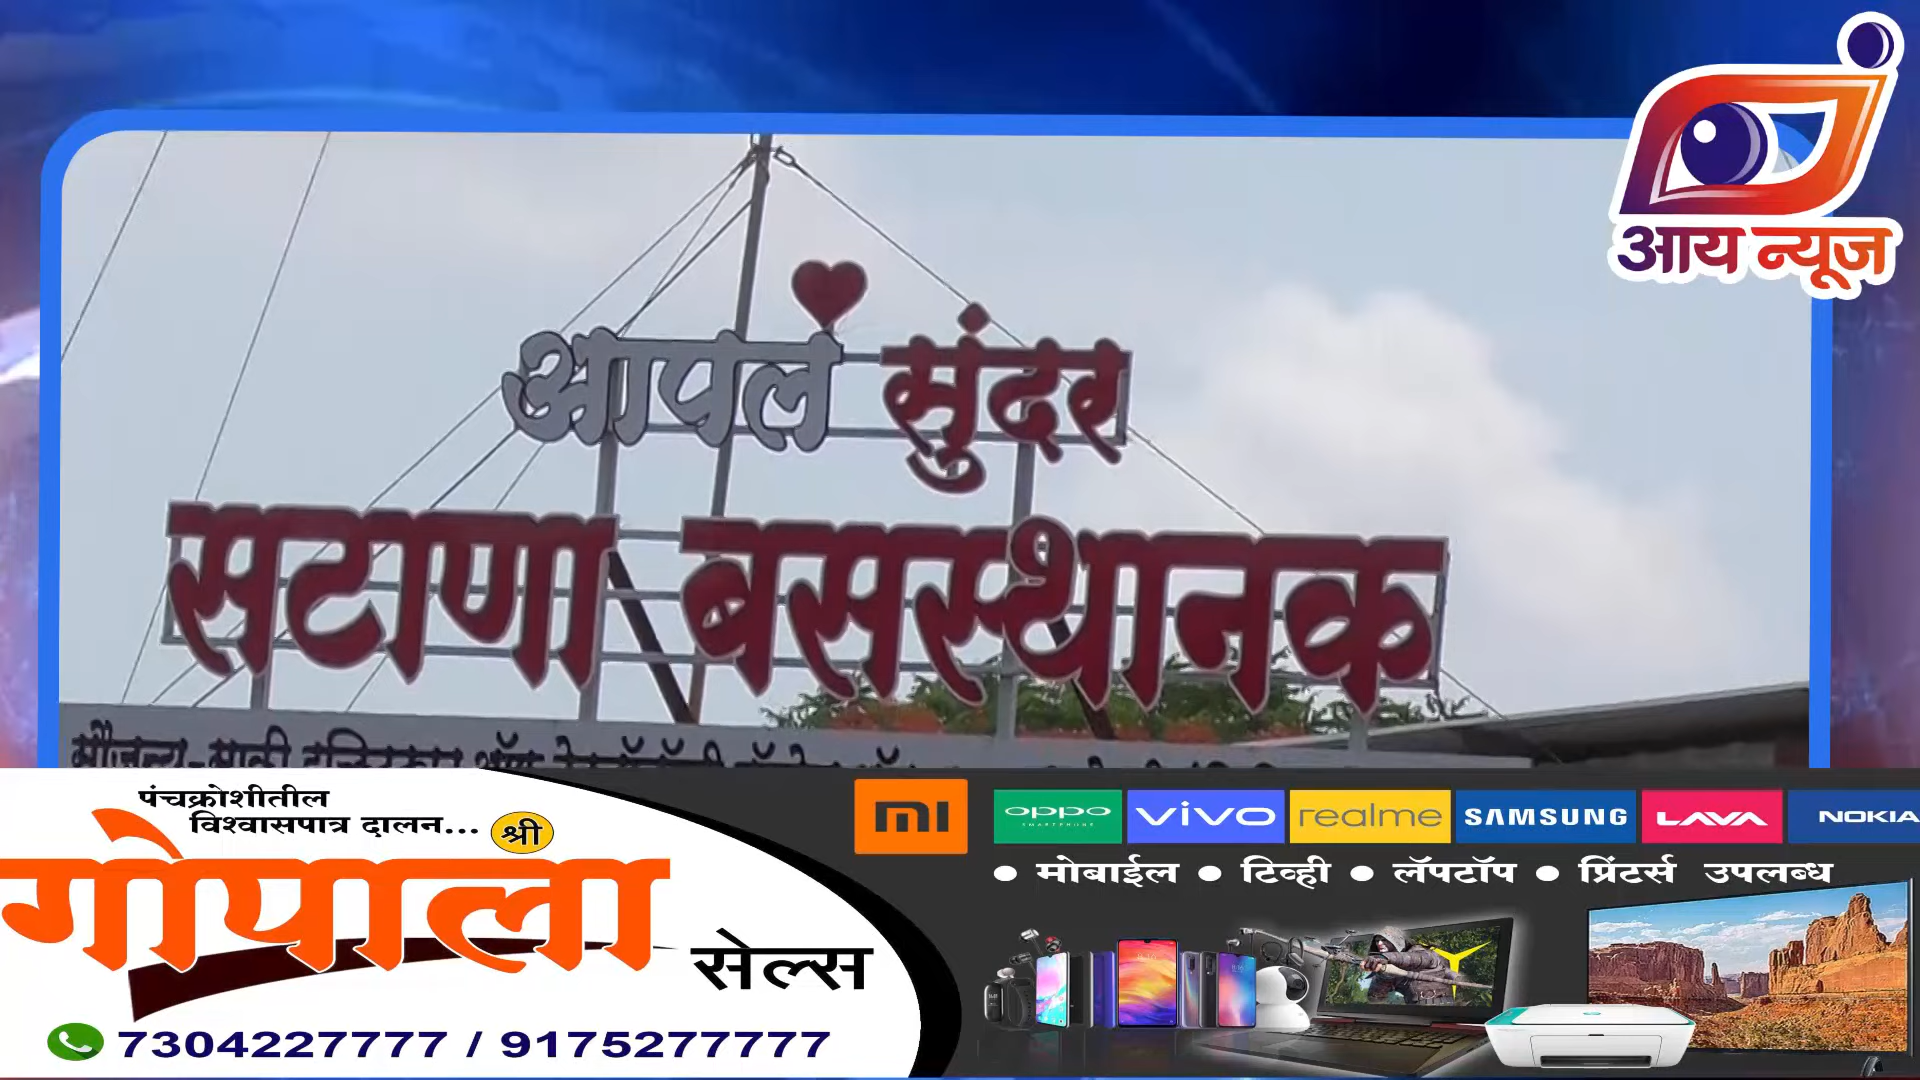 आय न्यूज
आपलं सुंदर
सटाणा बसस्थानक
पंचक्रोशीतील
विश्वासपात्र दालन...
श्री
गोपाला
सेल्स
7304227777 / 9175277777
mi
oppo
SMARTPHONE
vivo
realme
SAMSUNG
LAVA
NOKIA
• मोबाईल • टिव्ही • लॅपटॉप • प्रिंटर्स उपलब्ध